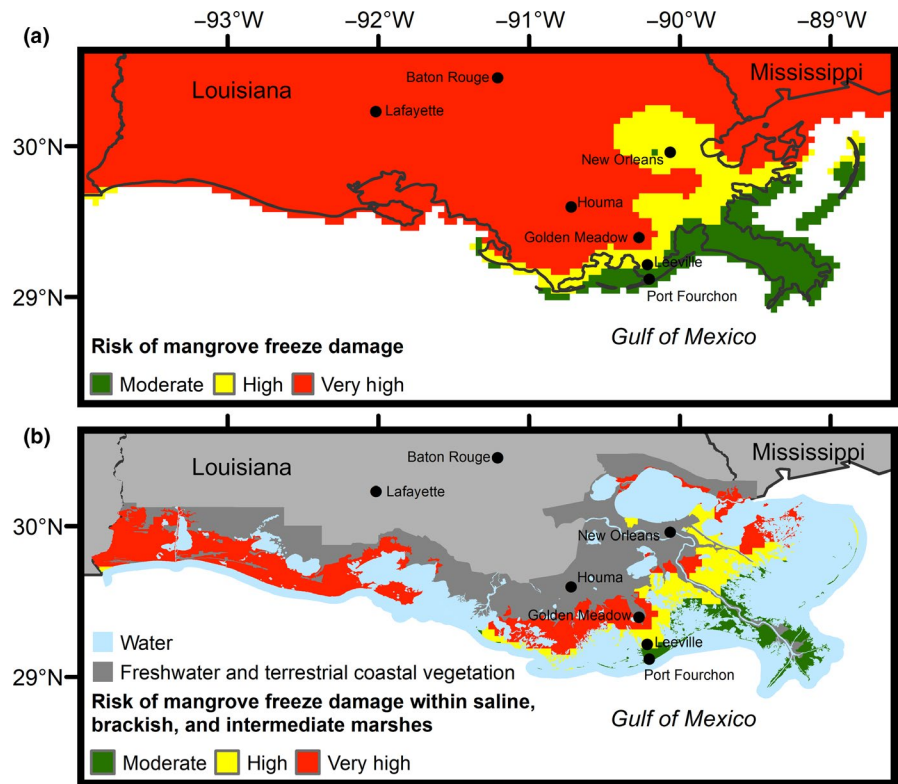 −93°W −92°W −91°W −90°W −89°W
(a)
Louisiana
Mississippi
Baton Rouge
Lafayette
30°N
New Orleans
Houma
Golden Meadow
Leeville
29°N
Port Fourchon
Gulf of Mexico
Risk of mangrove freeze damage
Moderate High Very high
(b)
Louisiana
Mississippi
Baton Rouge
Lafayette
30°N
New Orleans
Houma
Golden Meadow
Leeville
Water
Freshwater and terrestrial coastal vegetation
29°N
Port Fourchon
Risk of mangrove freeze damage within saline,
brackish, and intermediate marshes
Gulf of Mexico
Moderate High Very high